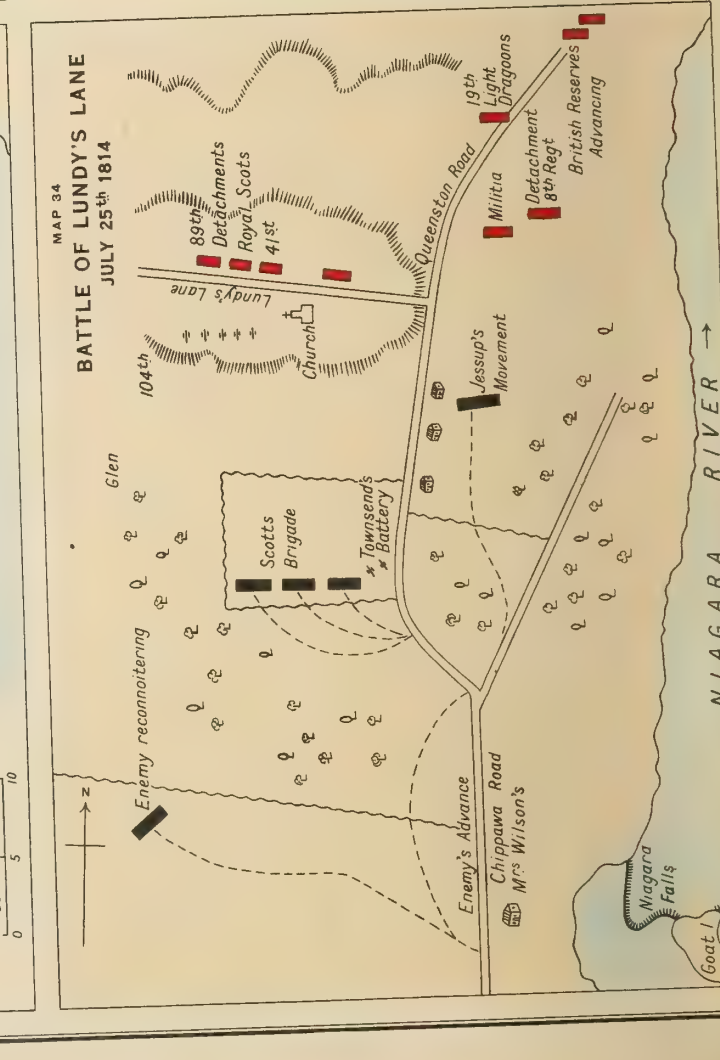 MAP 34
BATTLE OF LUNDY'S LANE
JULY 25th 1814
89th
Detachments
Royal Scots
41st
Lundy's Lane
Church
104th
Glen
Queenston Road
19th
Light
Dragoons
Militia
Detachment
8th Regt
British Reserves
Advancing
Jessup's
Movement
Scotts
Brigade
Townsend's
Battery
Enemy reconnoitering
N
Enemy's Advance
Chippawa Road
Mrs Wilson's
Niagara
Falls
Goat I
NIAGARA RIVER
0 5 10